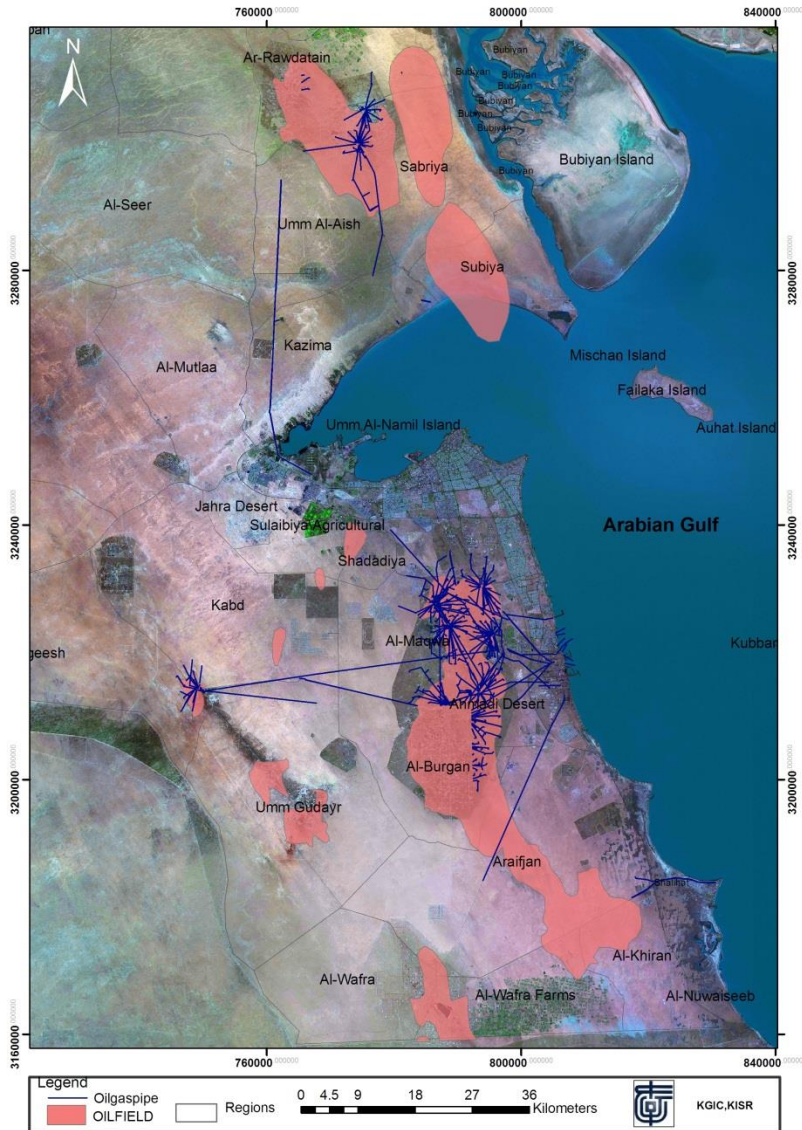 760000 800000 840000
N
Ar-Rawdatain
Bubiyan
Bubiyan
Bubiyan
Bubiyan
Bubiyan
Bubiyan
Bubiyan
Bubiyan
Bubiyan Island
Sabriya
Al-Seer
Umm Al-Aish
Subiya
3280000 3280000
Kazima
Mischan Island
Al-Mutlaa
Failaka Island
Umm Al-Namil Island
Auhat Island
Jahra Desert
Sulaibiya Agricultural
3240000 3240000
Arabian Gulf
Shadadiya
Kabd
Al-Maqwa
Kubbar
geesh
Ahmadi Desert
Al-Burgan
3200000 3200000
Umm Gudayr
Araifjan
Shalihat
Al-Khiran
Al-Wafra
Al-Wafra Farms
Al-Nuwaiseeb
3160000 3160000
760000 800000 840000
Legend
Oilgaspipe
OILFIELD
Regions
0 4.5 9 18 27 36
Kilometers
KGIC,KISR